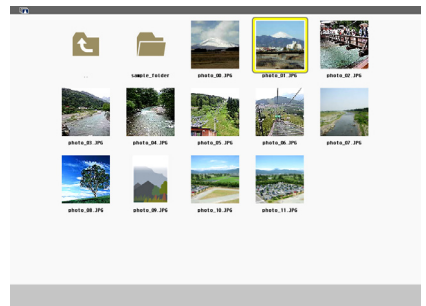 ..
sample_folder
photo_00.JPG
photo_01.JPG
photo_02.JPG
photo_03.JPG
photo_04.JPG
photo_05.JPG
photo_06.JPG
photo_07.JPG
photo_08.JPG
photo_09.JPG
photo_10.JPG
photo_11.JPG